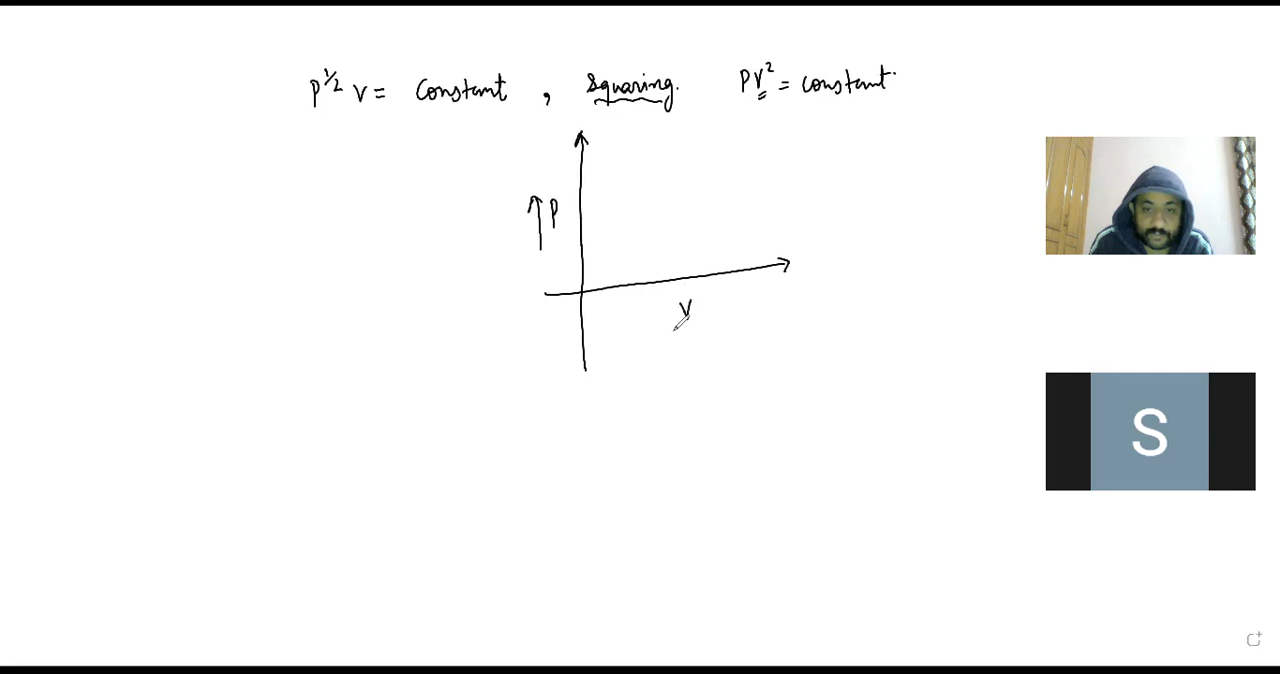 P^1/2 V = Constant , Squaring. PV² = constant.
P
V
S